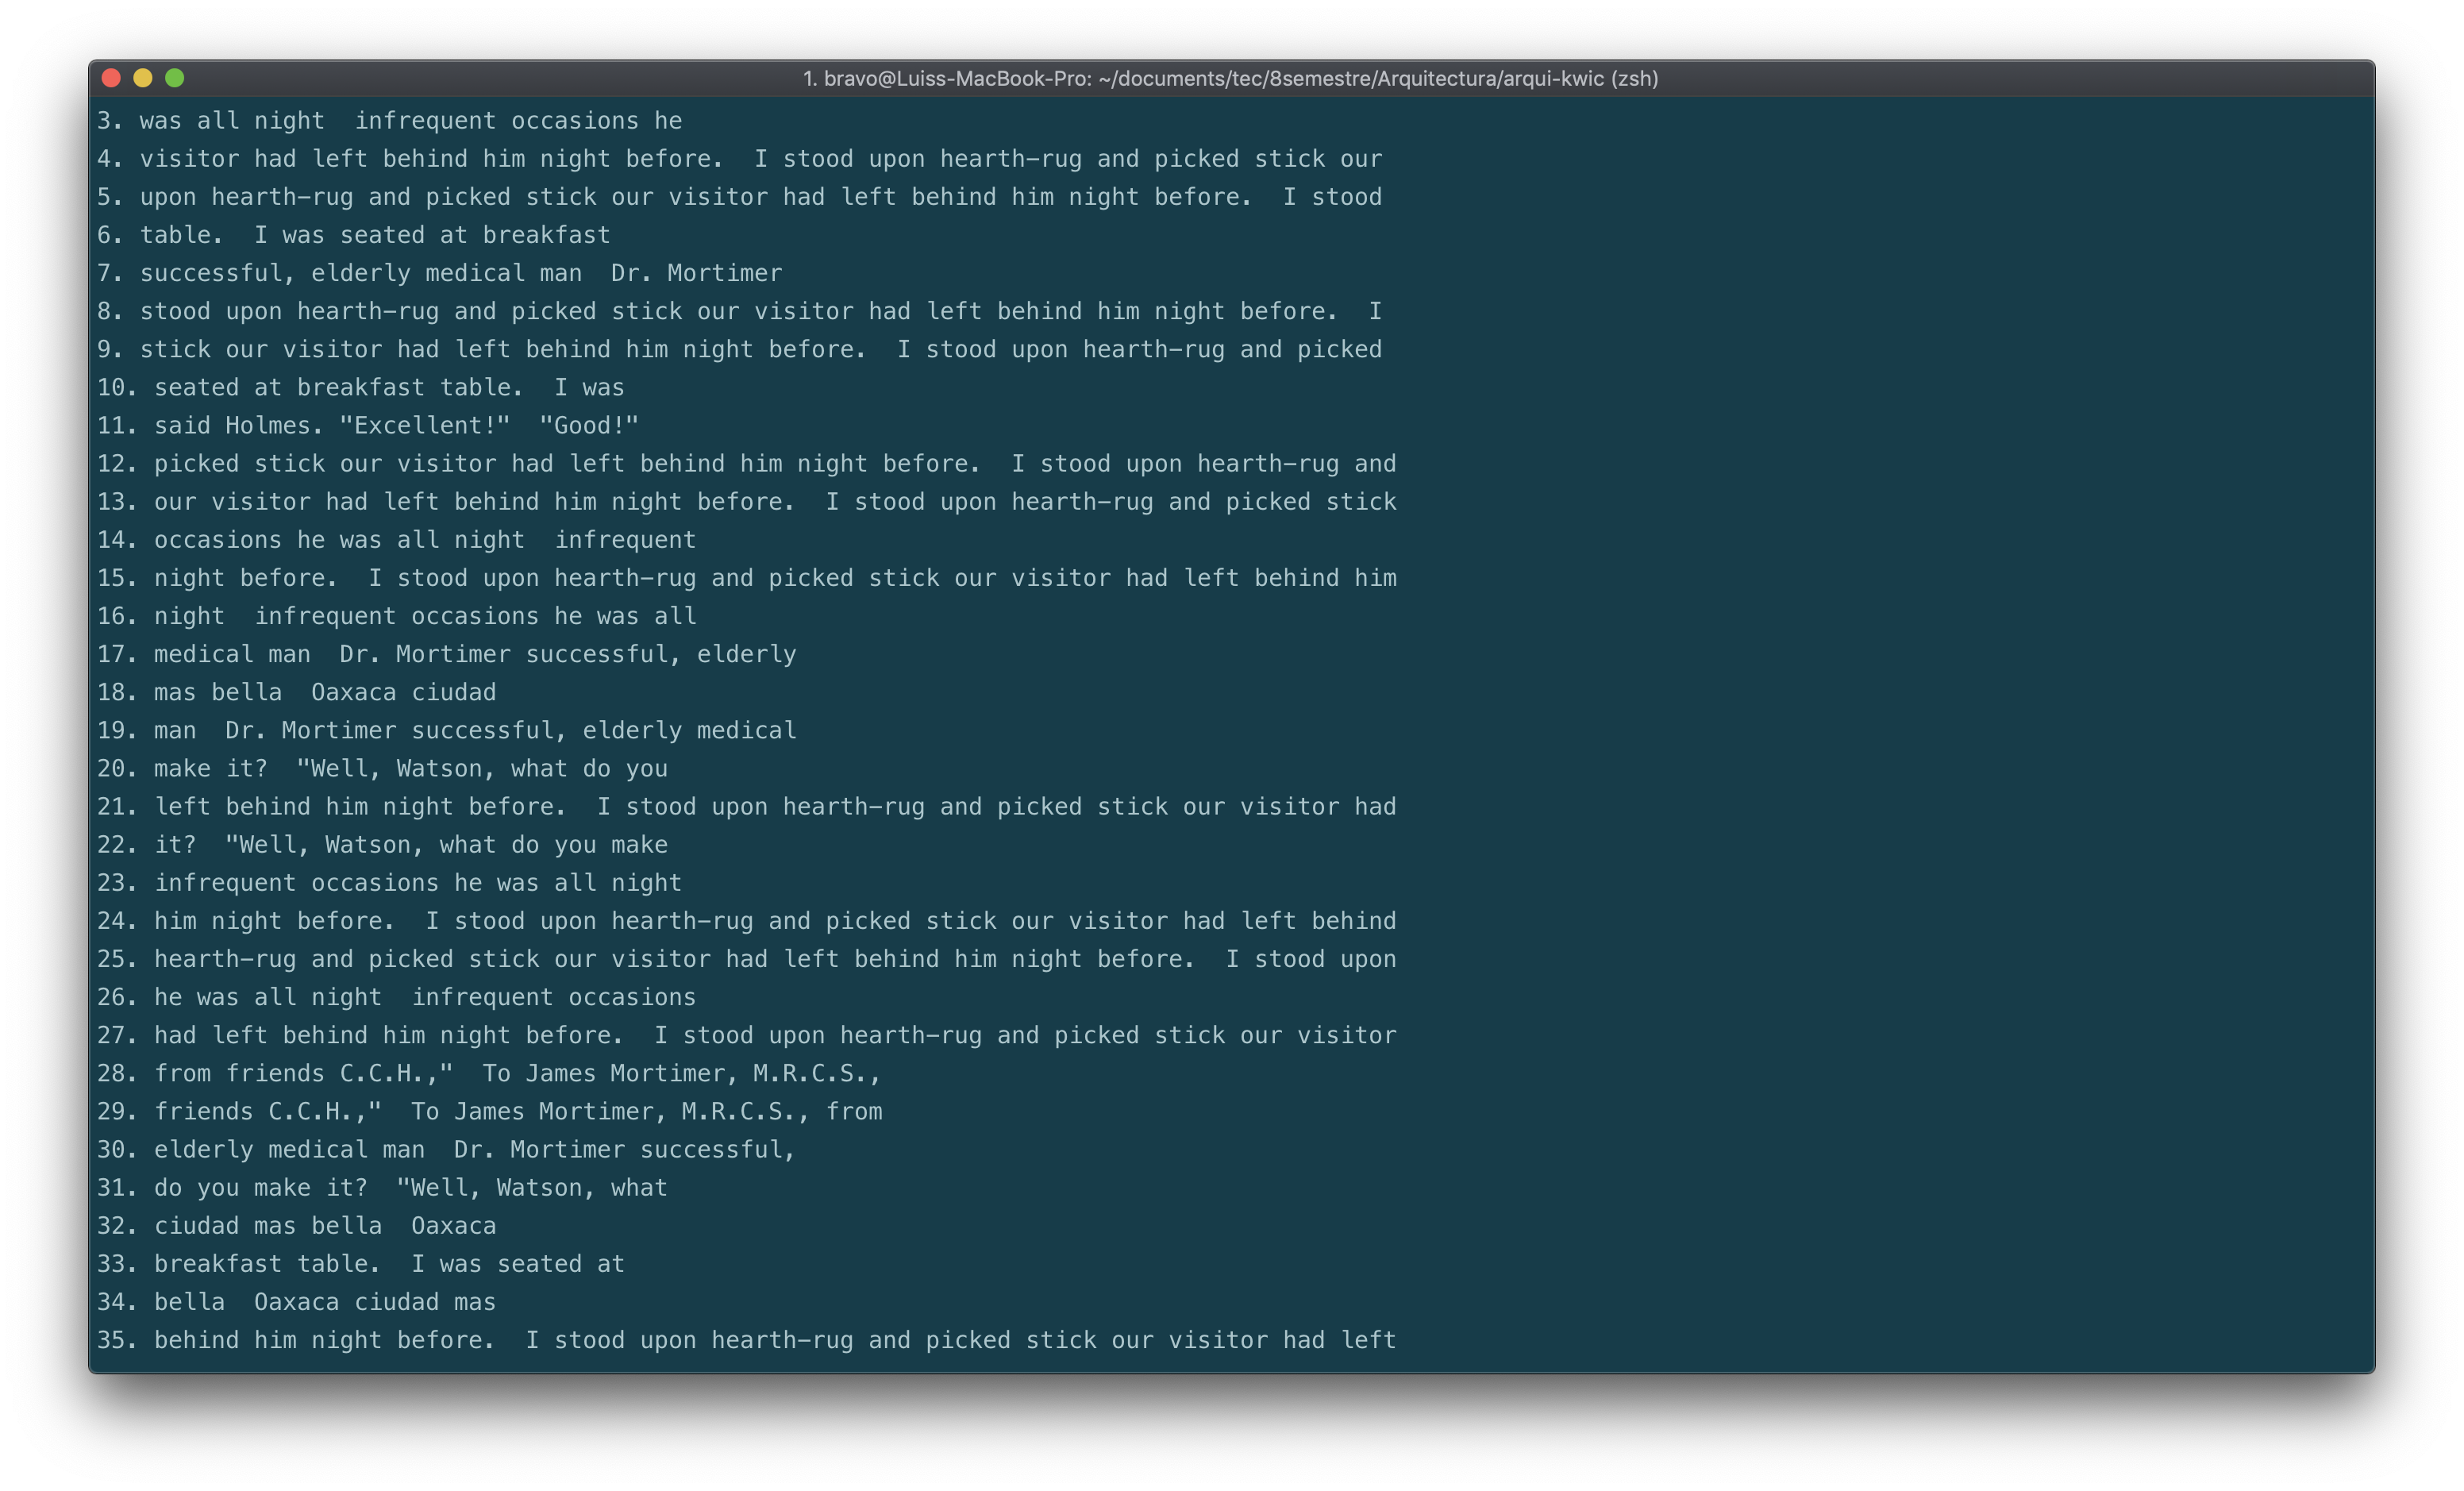 1. bravo@Luiss-MacBook-Pro: ~/documents/tec/8semestre/Arquitectura/arqui-kwic (zsh)
3. was all night  infrequent occasions he
4. visitor had left behind him night before.  I stood upon hearth-rug and picked stick our
5. upon hearth-rug and picked stick our visitor had left behind him night before.  I stood
6. table.  I was seated at breakfast
7. successful, elderly medical man  Dr. Mortimer
8. stood upon hearth-rug and picked stick our visitor had left behind him night before.  I
9. stick our visitor had left behind him night before.  I stood upon hearth-rug and picked
10. seated at breakfast table.  I was
11. said Holmes. "Excellent!"  "Good!"
12. picked stick our visitor had left behind him night before.  I stood upon hearth-rug and
13. our visitor had left behind him night before.  I stood upon hearth-rug and picked stick
14. occasions he was all night  infrequent
15. night before.  I stood upon hearth-rug and picked stick our visitor had left behind him
16. night  infrequent occasions he was all
17. medical man  Dr. Mortimer successful, elderly
18. mas bella  Oaxaca ciudad
19. man  Dr. Mortimer successful, elderly medical
20. make it?  "Well, Watson, what do you
21. left behind him night before.  I stood upon hearth-rug and picked stick our visitor had
22. it?  "Well, Watson, what do you make
23. infrequent occasions he was all night
24. him night before.  I stood upon hearth-rug and picked stick our visitor had left behind
25. hearth-rug and picked stick our visitor had left behind him night before.  I stood upon
26. he was all night  infrequent occasions
27. had left behind him night before.  I stood upon hearth-rug and picked stick our visitor
28. from friends C.C.H.,"  To James Mortimer, M.R.C.S.,
29. friends C.C.H.,"  To James Mortimer, M.R.C.S., from
30. elderly medical man  Dr. Mortimer successful,
31. do you make it?  "Well, Watson, what
32. ciudad mas bella  Oaxaca
33. breakfast table.  I was seated at
34. bella  Oaxaca ciudad mas
35. behind him night before.  I stood upon hearth-rug and picked stick our visitor had left